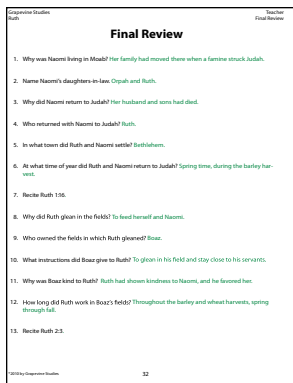 Grapevine Studies
Ruth
Teacher
Final Review
Final Review
1. Why was Naomi living in Moab? Her family had moved there when a famine struck Judah.
2. Name Naomi's daughters-in-law. Orpah and Ruth.
3. Why did Naomi return to Judah? Her husband and sons had died.
4. Who returned with Naomi to Judah? Ruth.
5. In what town did Ruth and Naomi settle? Bethlehem.
6. At what time of year did Ruth and Naomi return to Judah? Spring time, during the barley har-
vest.
7. Recite Ruth 1:16.
8. Why did Ruth glean in the fields? To feed herself and Naomi.
9. Who owned the fields in which Ruth gleaned? Boaz.
10. What instructions did Boaz give to Ruth? To glean in his field and stay close to his servants.
11. Why was Boaz kind to Ruth? Ruth had shown kindness to Naomi, and he favored her.
12. How long did Ruth work in Boaz's fields? Throughout the barley and wheat harvests, spring
through fall.
13. Recite Ruth 2:3.
©2010 by Grapevine Studies
32